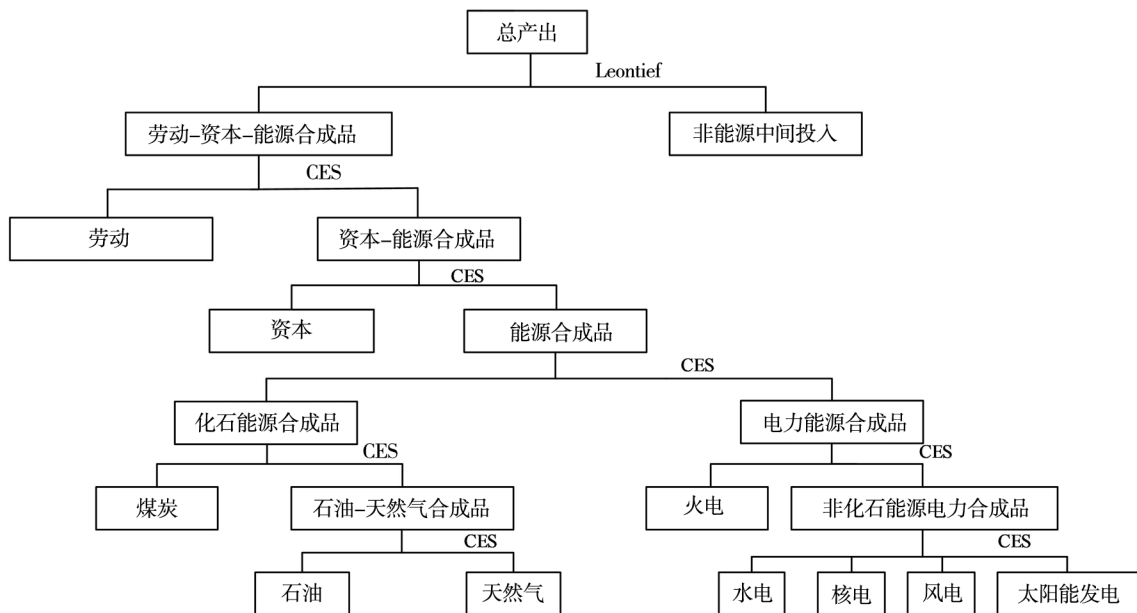 总产出
Leontief
劳动-资本-能源合成品
非能源中间投入
CES
劳动
资本-能源合成品
CES
资本
能源合成品
CES
化石能源合成品
电力能源合成品
CES
CES
煤炭
石油-天然气合成品
火电
非化石能源电力合成品
CES
CES
石油
天然气
水电
核电
风电
太阳能发电